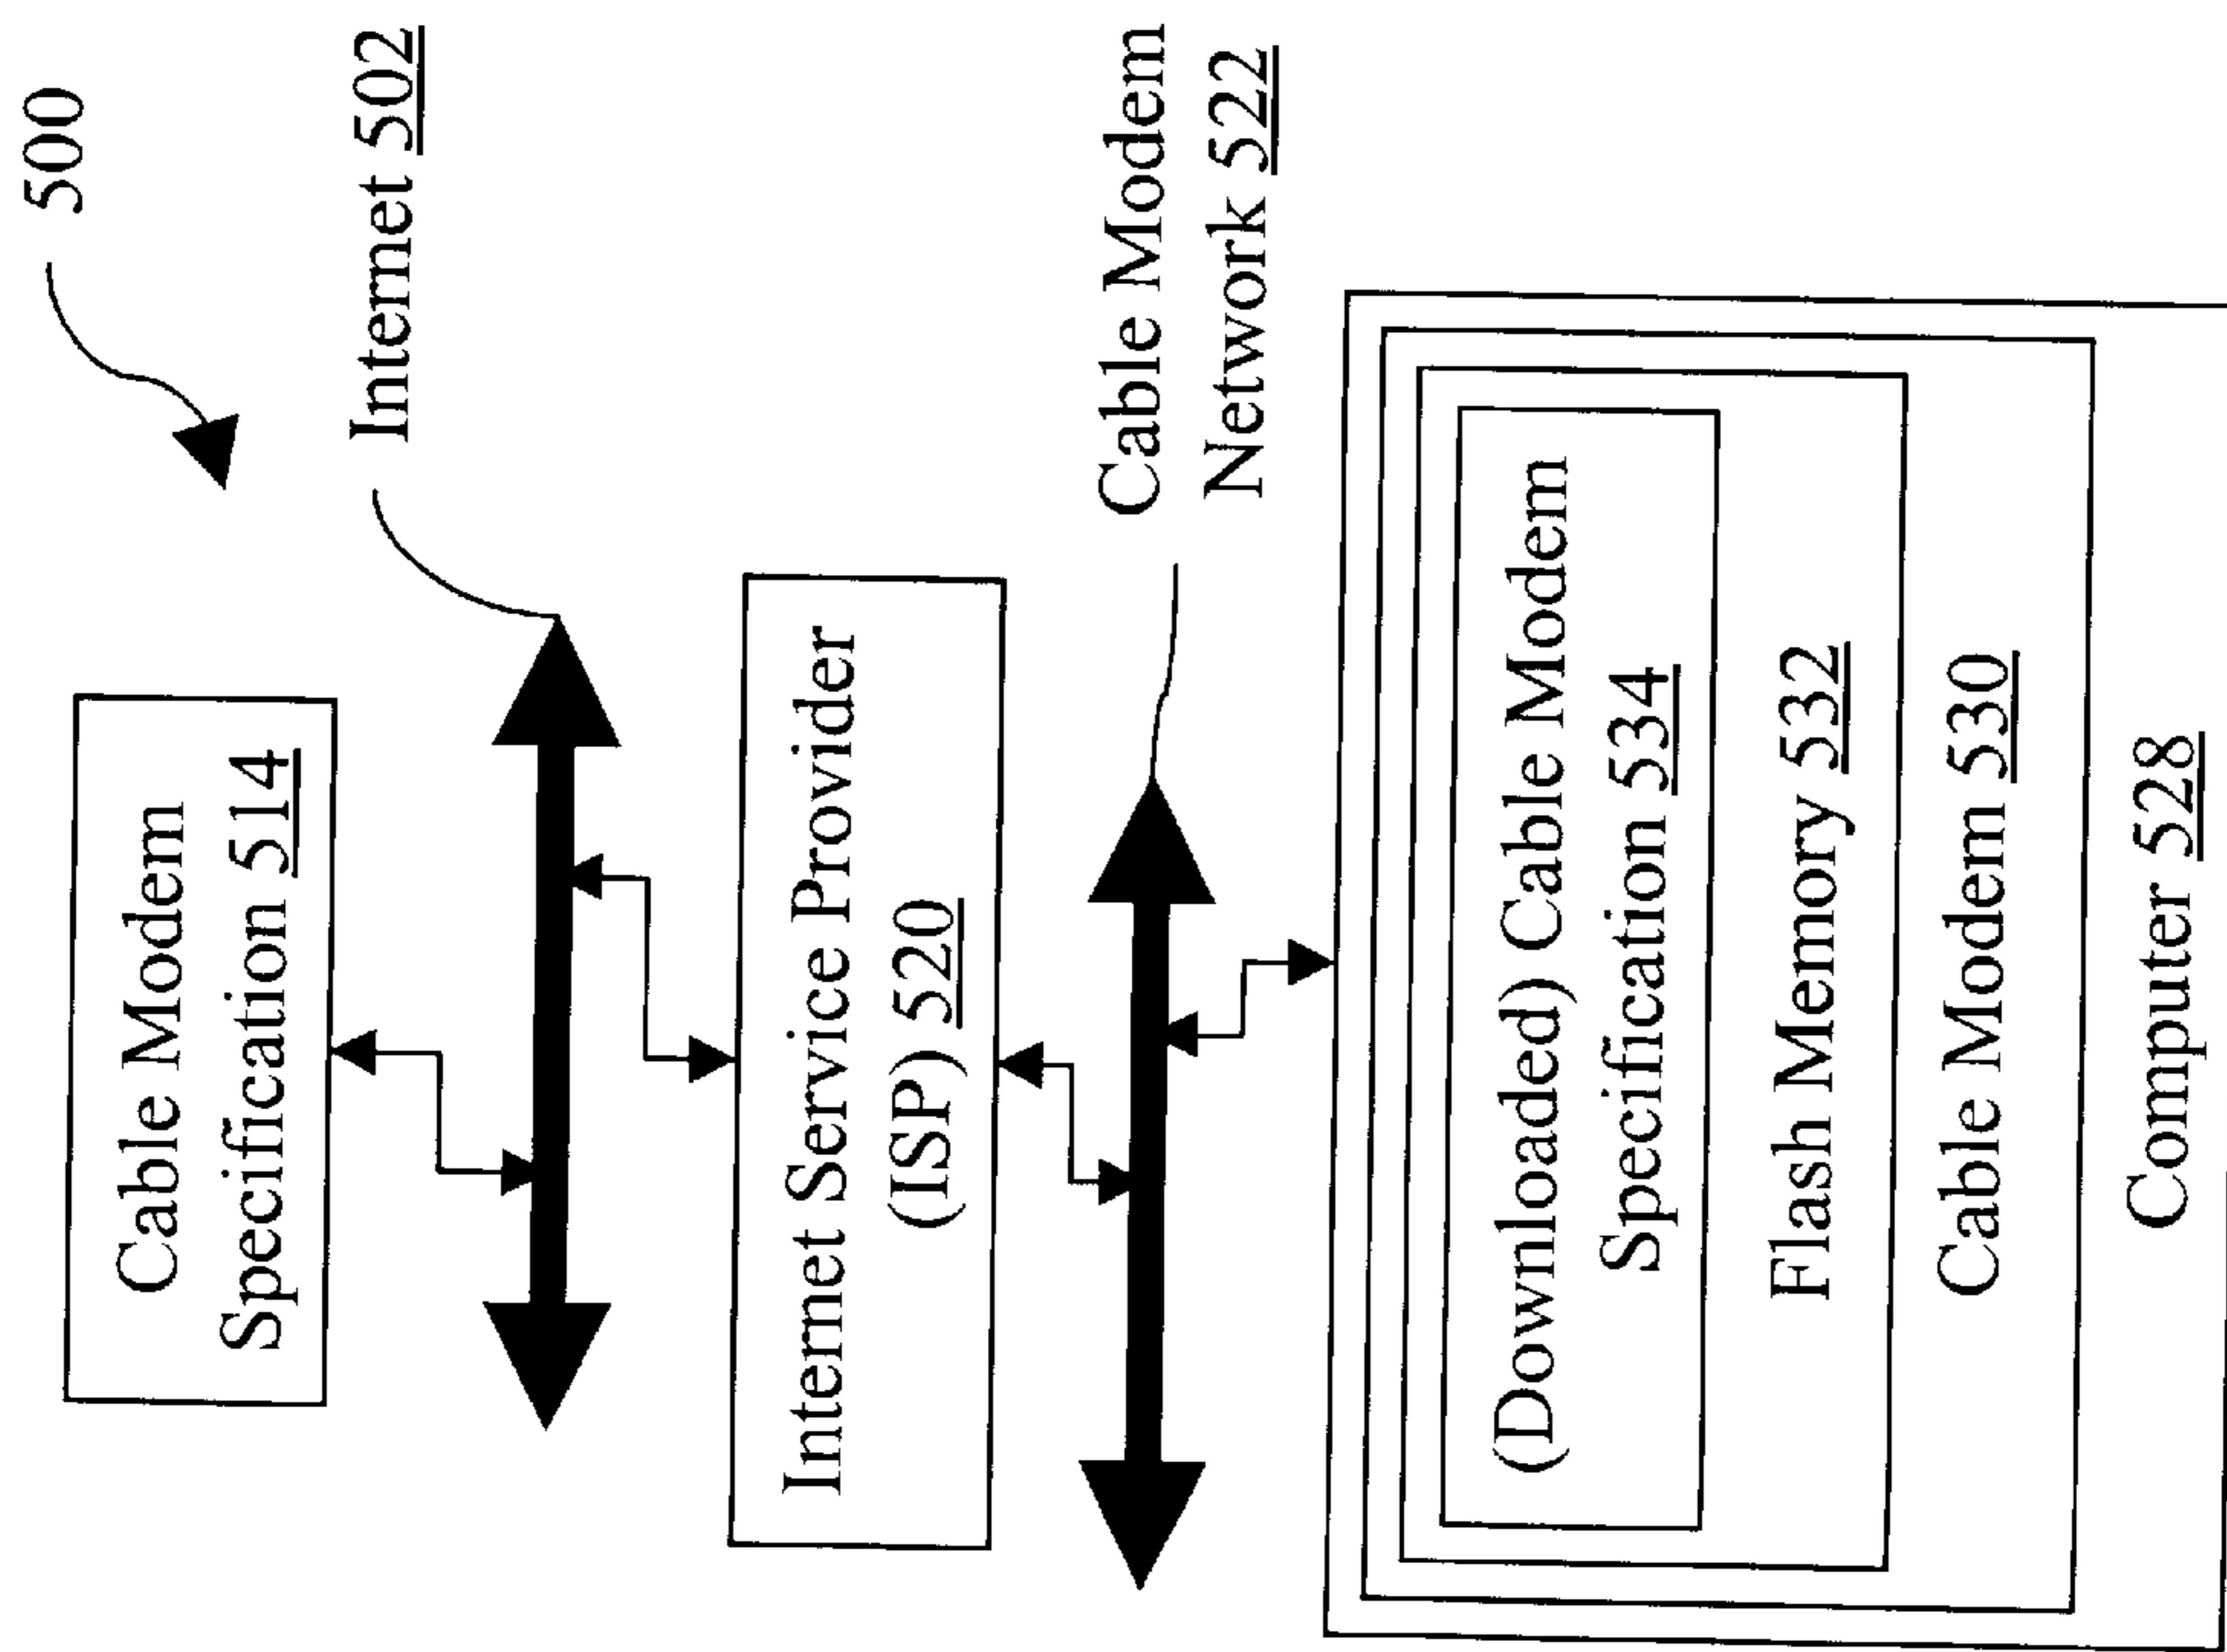 500
Cable Modem
Specification 514
Internet 502
Internet Service Provider
(ISP) 520
Cable Modem
Network 522
(Downloaded) Cable Modem
Specification 534
Flash Memory 532
Cable Modem 530
Computer 528